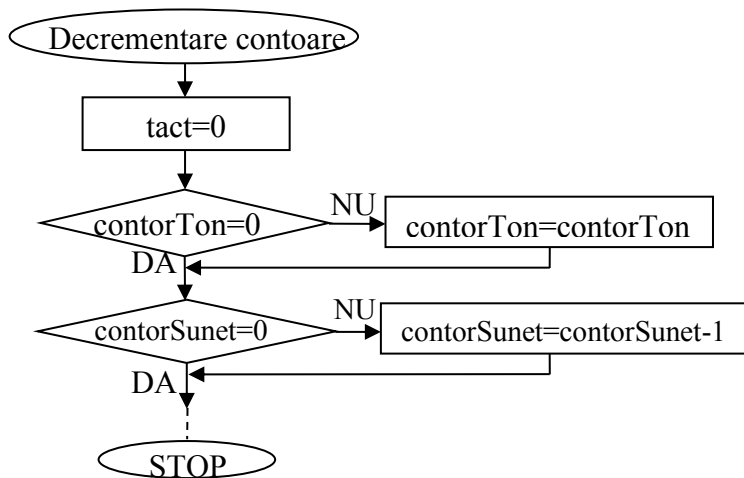 Decrementare contoare
tact=0
contorTon=0
NU
contorTon=contorTon
DA
contorSunet=0
NU
contorSunet=contorSunet-1
DA
STOP